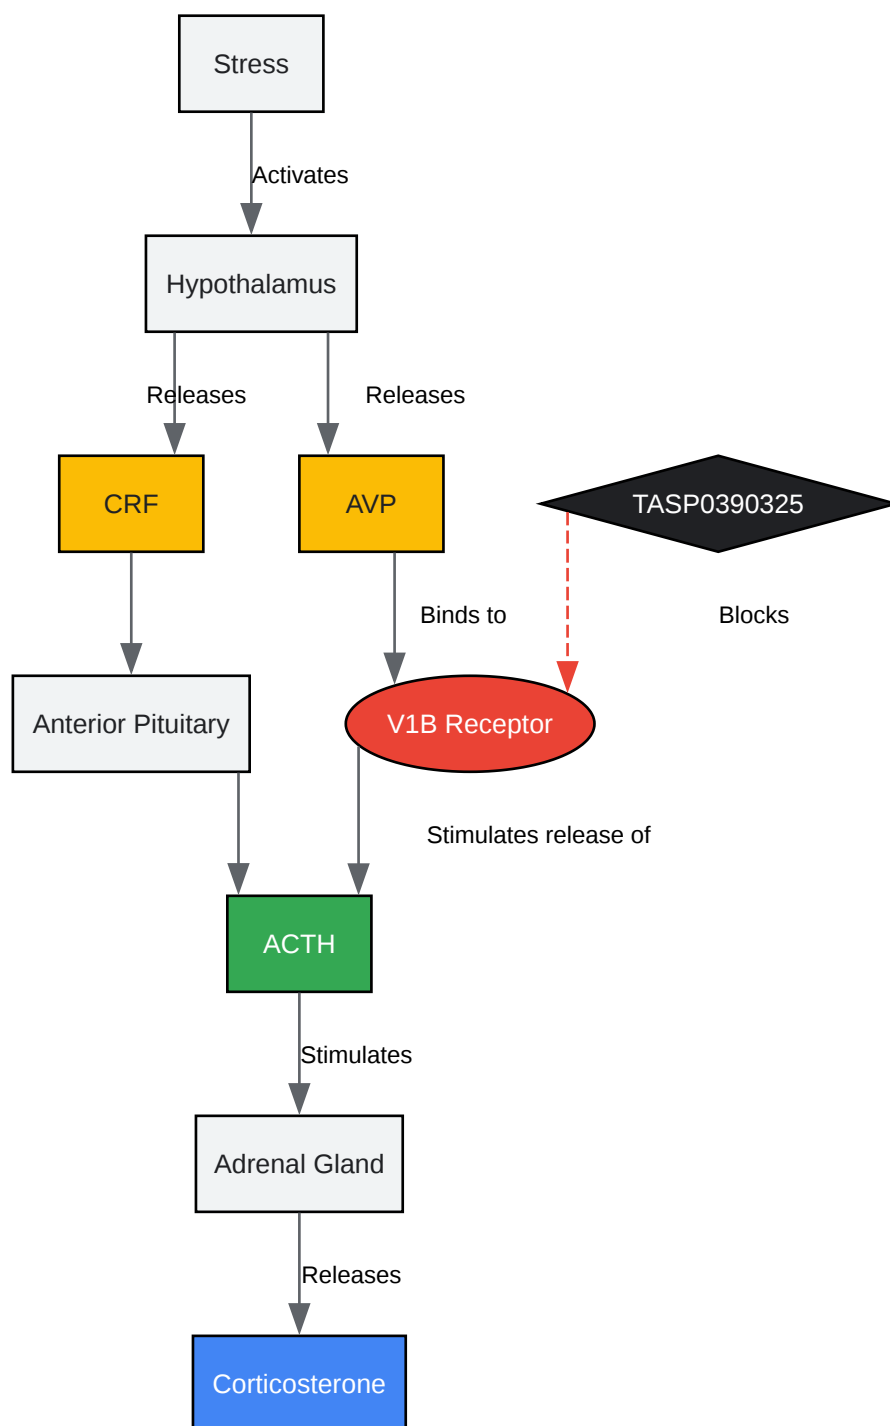 Stress
Activates
Hypothalamus
Releases
Releases
CRF
AVP
TASP0390325
Binds to
Blocks
Anterior Pituitary
V1B Receptor
Stimulates release of
ACTH
Stimulates
Adrenal Gland
Releases
Corticosterone